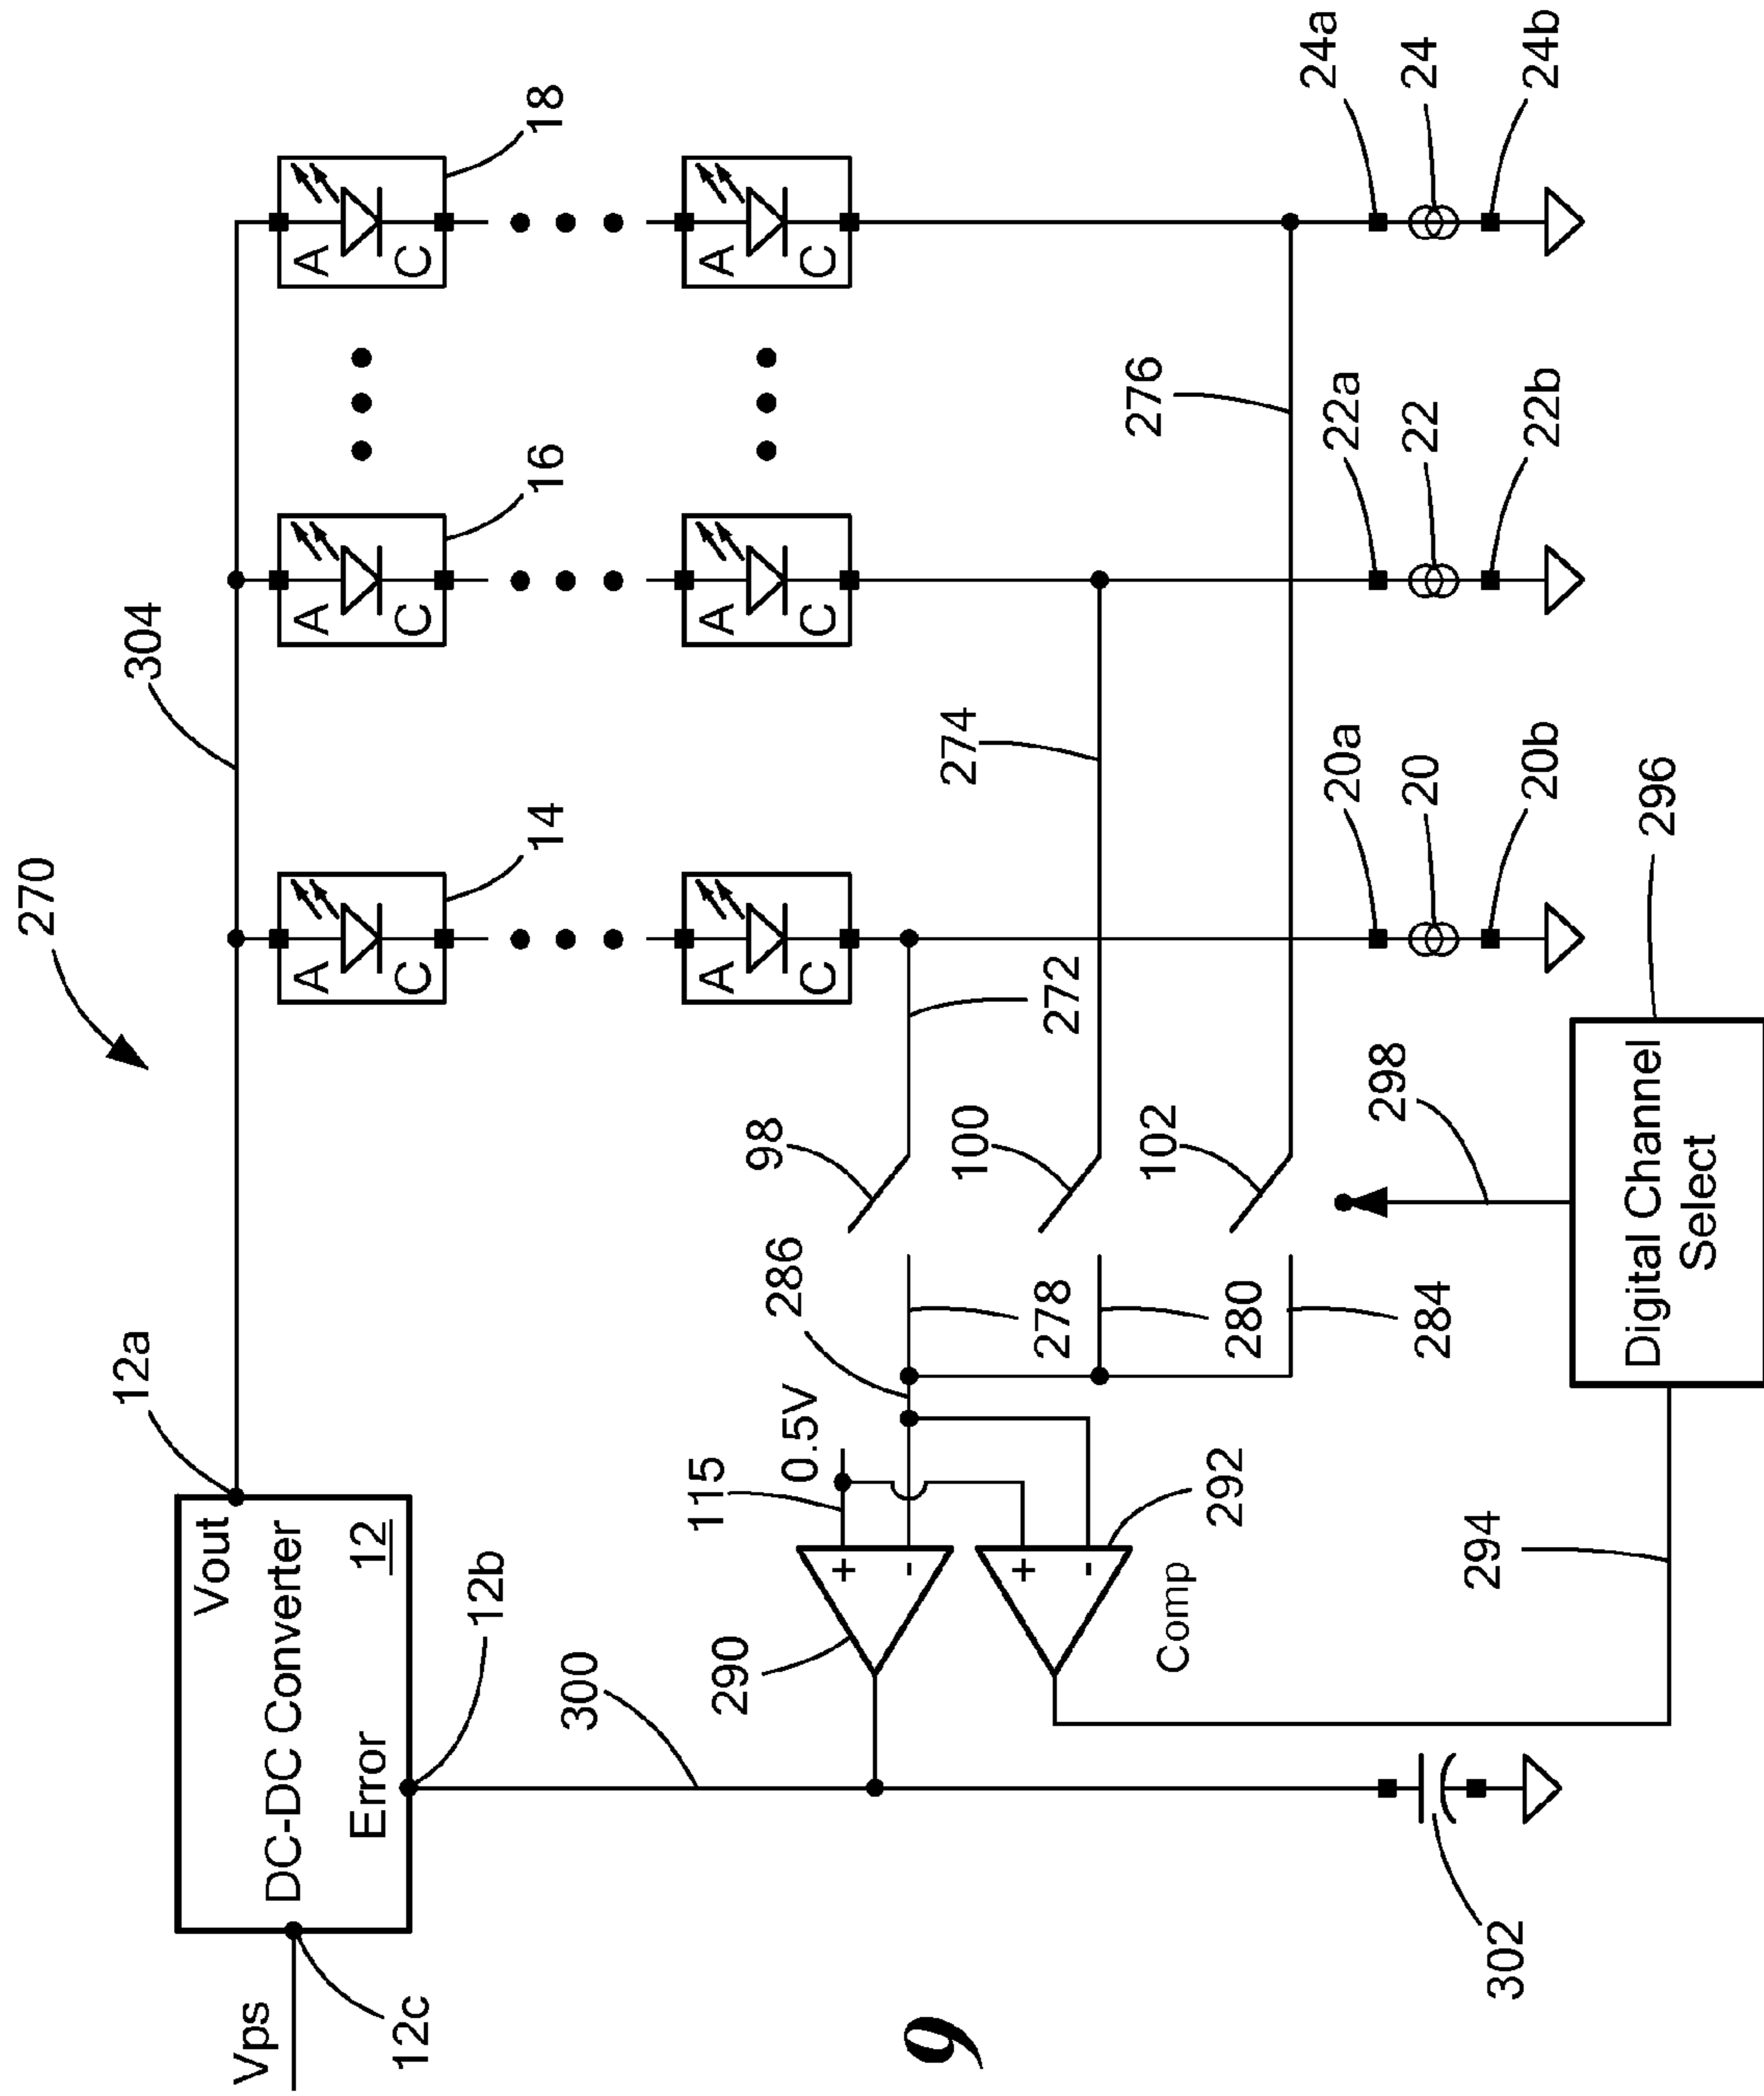 270
Vps
12c
Vout
DC-DC Converter
12
Error
12a
12b
304
14
16
18
A
C
A
C
A
C
A
C
A
C
A
C
300
290
115
0.5V
286
+
-
+
-
Comp
292
294
98
100
102
278
280
284
272
274
276
298
Digital Channel
Select
296
20a
20
20b
22a
22
22b
24a
24
24b
302
9